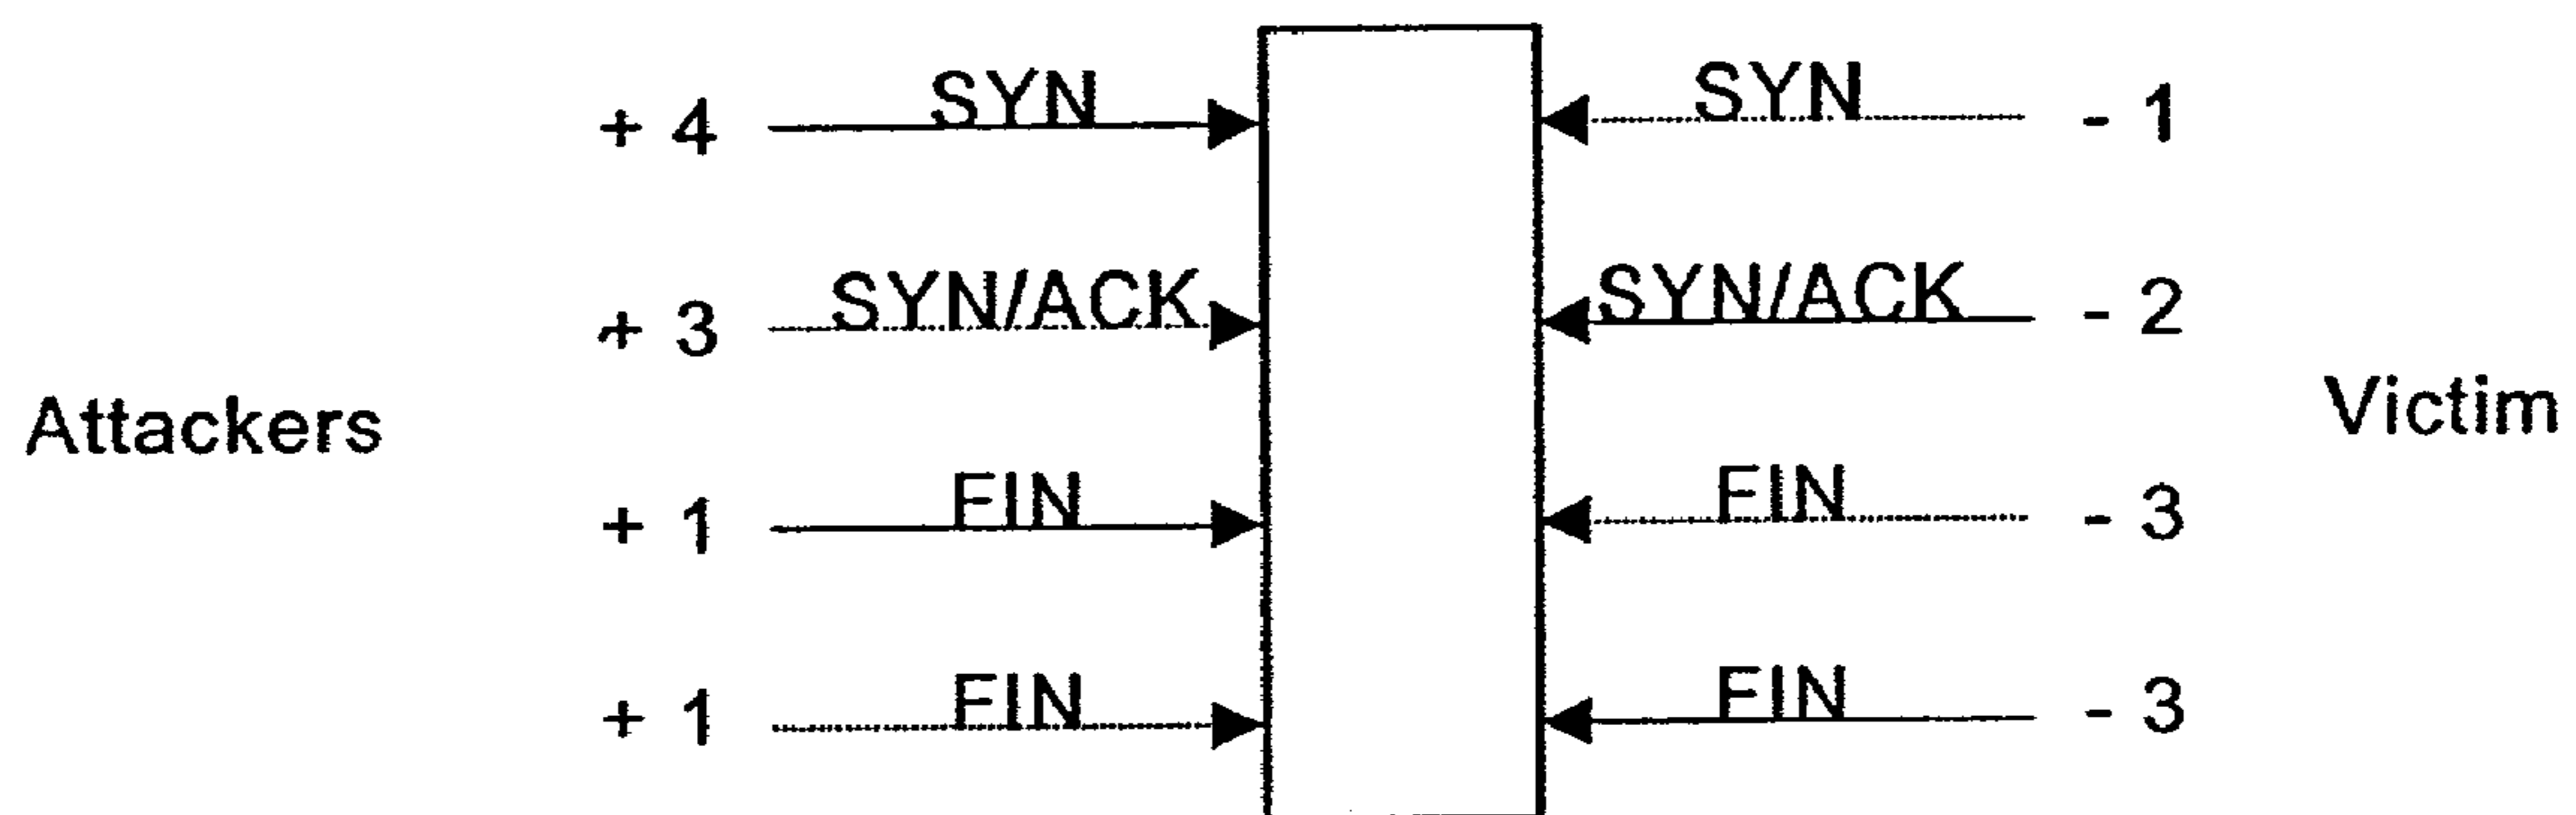 + 4 SYN SYN - 1
+ 3 SYN/ACK SYN/ACK - 2
Attackers Victim
+ 1 FIN FIN - 3
+ 1 FIN FIN - 3